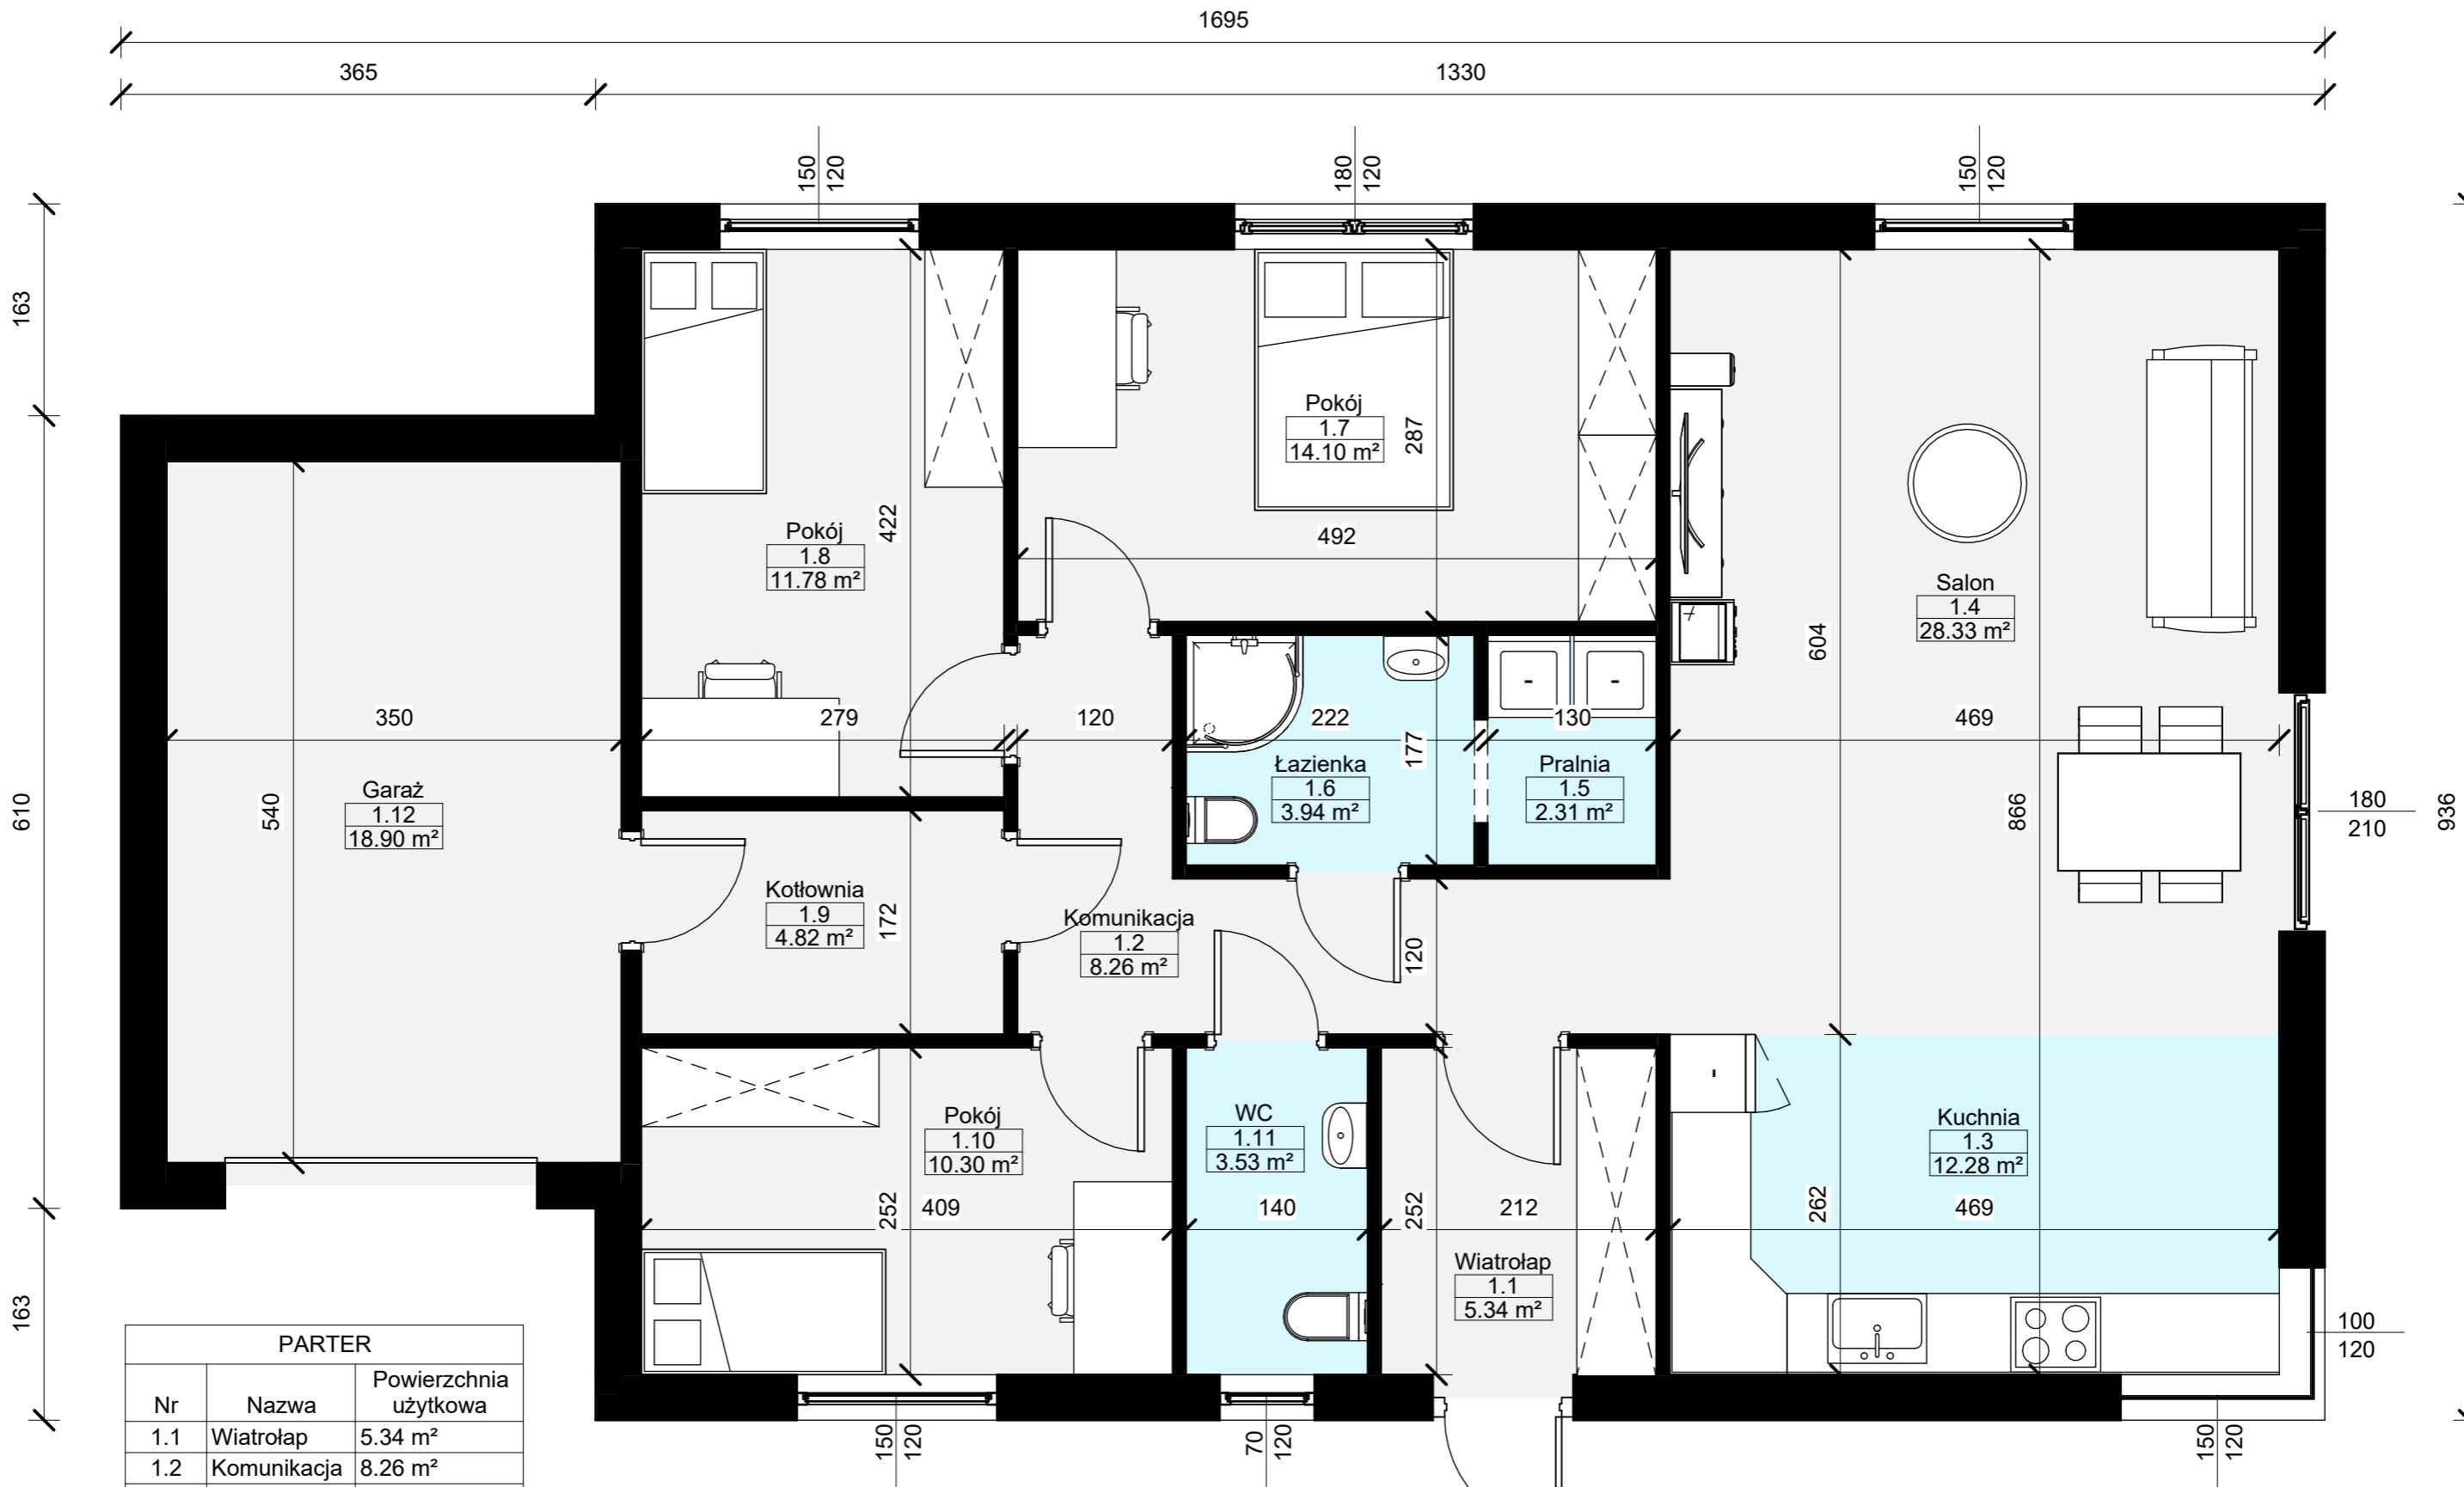 1695
365
1330
150
120
180
120
150
120
163
610
163
Pokój
1.7
14.10 m²
287
492
Pokój
1.8
11.78 m²
422
Salon
1.4
28.33 m²
604
350
279
120
222
130
469
177
Łazienka
1.6
3.94 m²
Pralnia
1.5
2.31 m²
Garaż
1.12
18.90 m²
540
866
180
210
936
Kotłownia
1.9
4.82 m²
172
Komunikacja
1.2
8.26 m²
120
Pokój
1.10
10.30 m²
252
409
WC
1.11
3.53 m²
140
252
212
Wiatrołap
1.1
5.34 m²
Kuchnia
1.3
12.28 m²
262
469
100
120
150
120
70
120
150
120
PARTER
Nr Nazwa Powierzchnia
użytkowa
1.1 Wiatrołap 5.34 m²
1.2 Komunikacja 8.26 m²